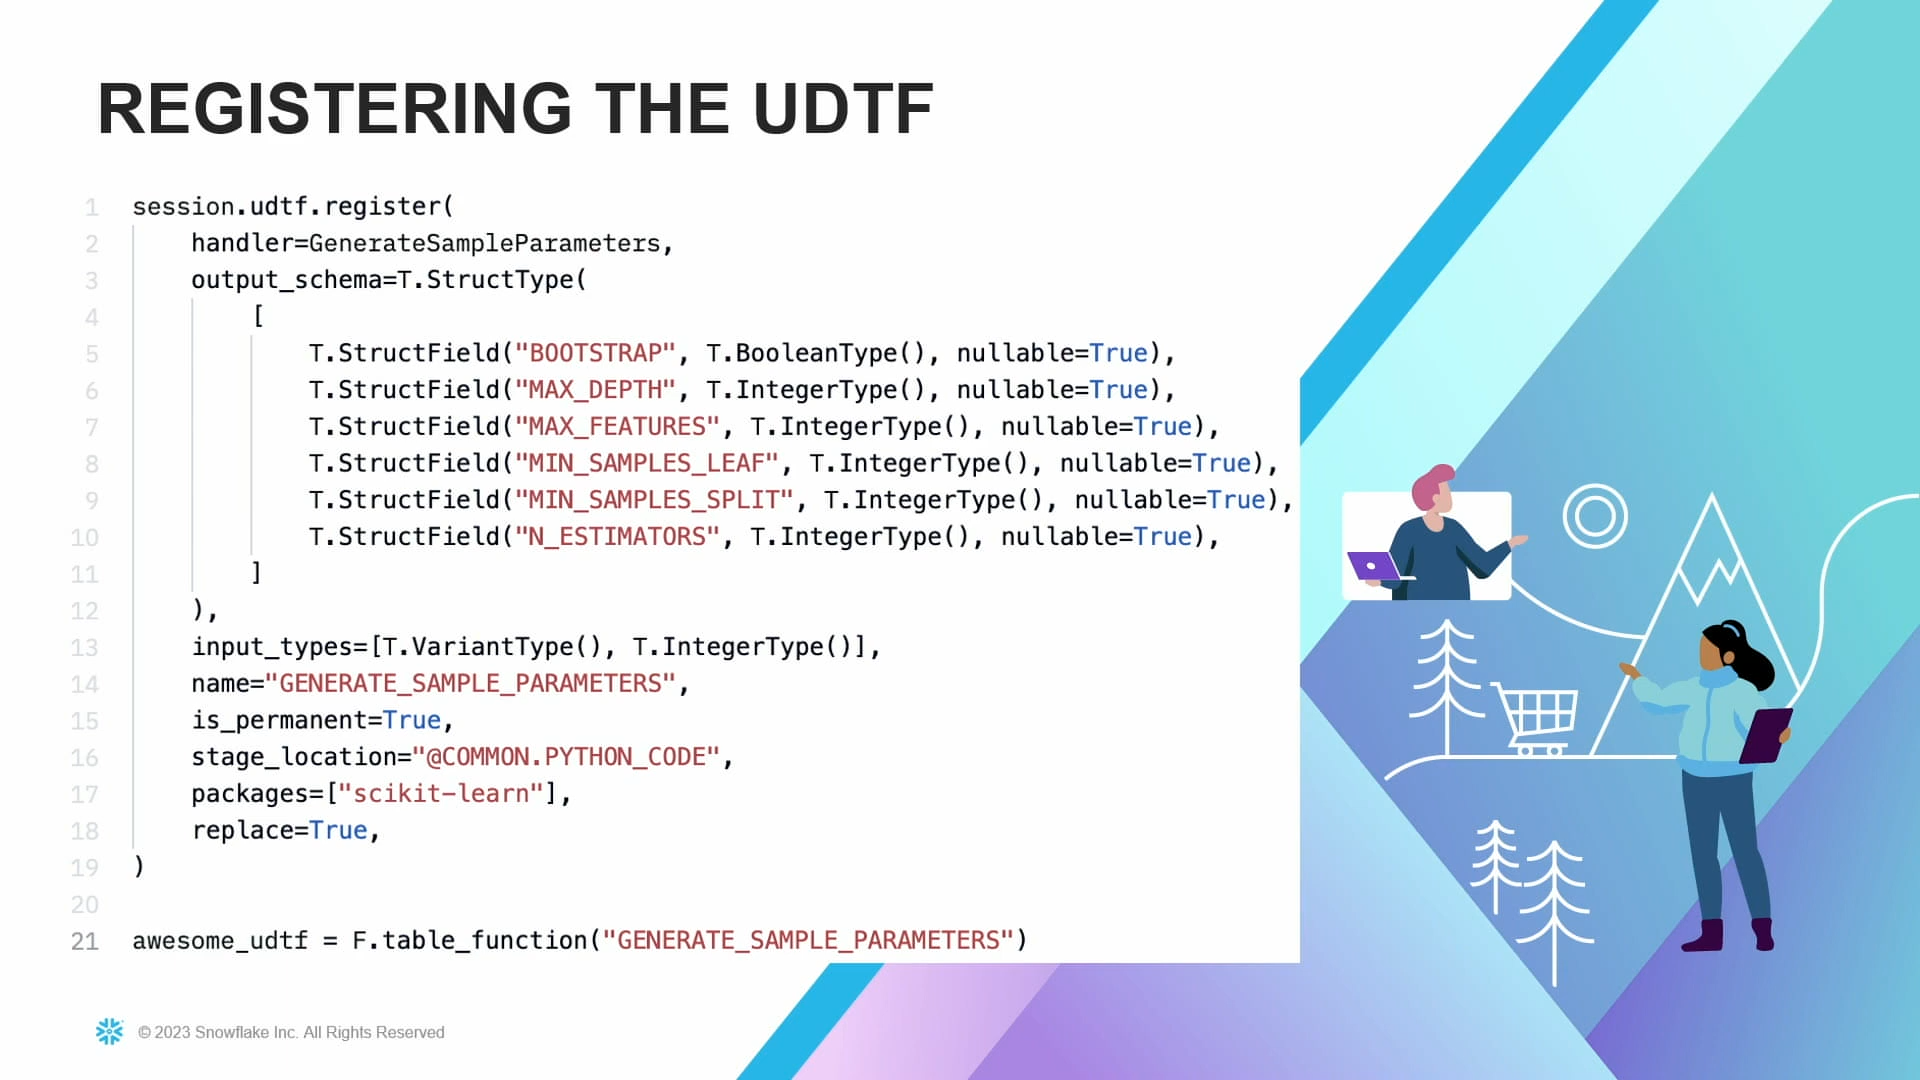 REGISTERING THE UDTF
1 session.udtf.register(
2     handler=GenerateSampleParameters,
3     output_schema=T.StructType(
4         [
5             T.StructField("BOOTSTRAP", T.BooleanType(), nullable=True),
6             T.StructField("MAX_DEPTH", T.IntegerType(), nullable=True),
7             T.StructField("MAX_FEATURES", T.IntegerType(), nullable=True),
8             T.StructField("MIN_SAMPLES_LEAF", T.IntegerType(), nullable=True),
9             T.StructField("MIN_SAMPLES_SPLIT", T.IntegerType(), nullable=True),
10             T.StructField("N_ESTIMATORS", T.IntegerType(), nullable=True),
11         ]
12     ),
13     input_types=[T.VariantType(), T.IntegerType()],
14     name="GENERATE_SAMPLE_PARAMETERS",
15     is_permanent=True,
16     stage_location="@COMMON.PYTHON_CODE",
17     packages=["scikit-learn"],
18     replace=True,
19 )
20
21 awesome_udtf = F.table_function("GENERATE_SAMPLE_PARAMETERS")
© 2023 Snowflake Inc. All Rights Reserved